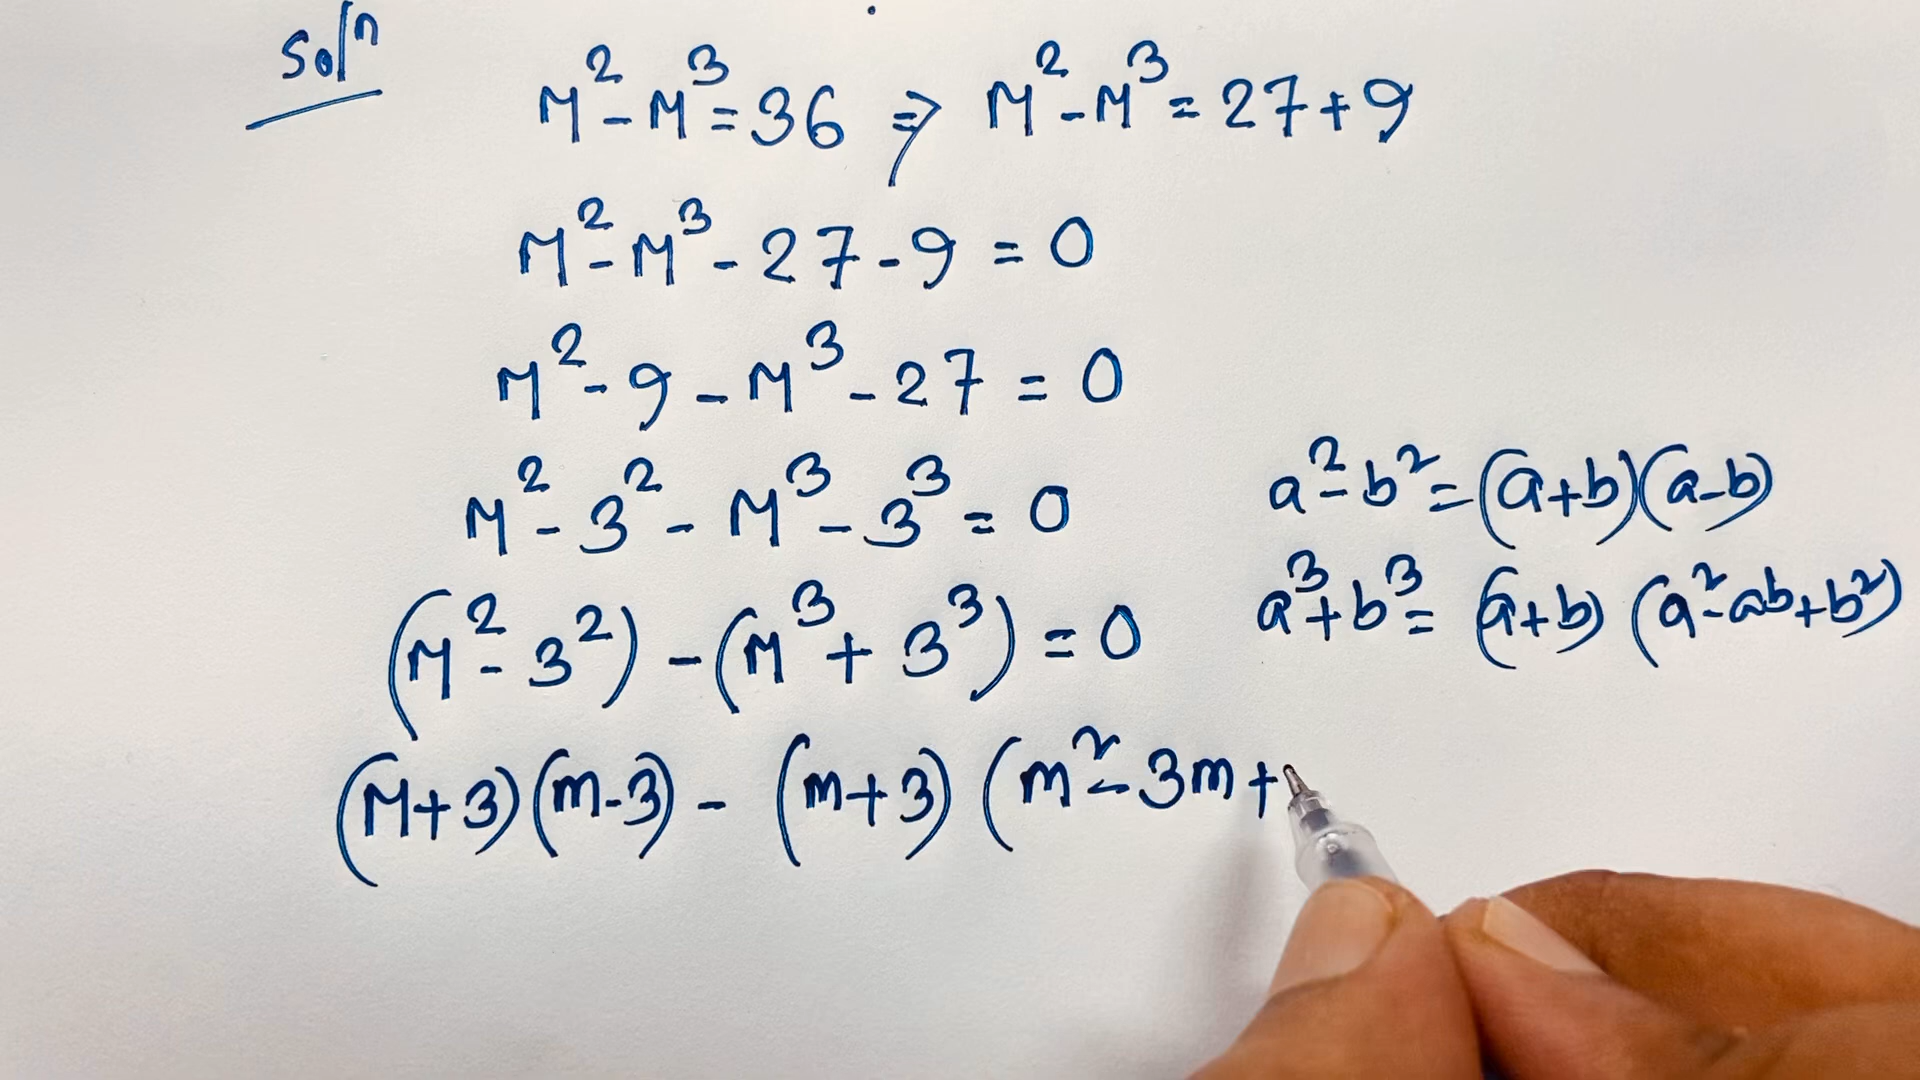 Solⁿ
M² - M³ = 36 ⇒ M² - M³ = 27 + 9
M² - M³ - 27 - 9 = 0
M² - 9 - M³ - 27 = 0
M² - 3² - M³ - 3³ = 0
a² - b² = (a+b)(a-b)
(M² - 3²) - (M³ + 3³) = 0
a³ + b³ = (a+b) (a² - ab + b²)
(M+3)(m-3) - (m+3) (m² - 3m +